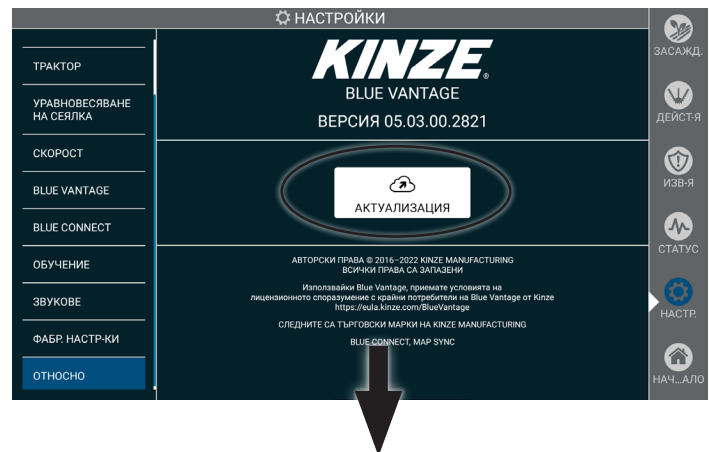 НАСТРОЙКИ
ТРАКТОР
УРАВНОВЕСЯВАНЕ
НА СЕЯЛКА
СКОРОСТ
BLUE VANTAGE
BLUE CONNECT
ОБУЧЕНИЕ
ЗВУКОВЕ
ФАБР. НАСТР-КИ
ОТНОСНО
KINZE®
BLUE VANTAGE
ВЕРСИЯ 05.03.00.2821
АКТУАЛИЗАЦИЯ
АВТОРСКИ ПРАВА © 2016–2022 KINZE MANUFACTURING
ВСИЧКИ ПРАВА СА ЗАПАЗЕНИ
Използвайки Blue Vantage, приемате условията на
лицензионното споразумение с крайни потребители на Blue Vantage от Kinze
https://eula.kinze.com/BlueVantage
СЛЕДНИТЕ СА ТЪРГОВСКИ МАРКИ НА KINZE MANUFACTURING
BLUE CONNECT, MAP SYNC
ЗАСАЖД.
ДЕЙСТ-Я
ИЗВ-Я
СТАТУС
НАСТР.
НАЧ...АЛО